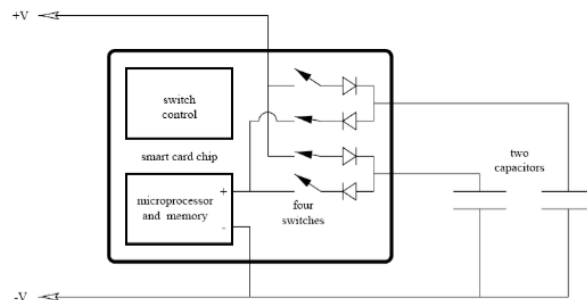 +V
switch
control
smart card chip
two
capacitors
microprocessor
and memory
+
-
four
switches
-V